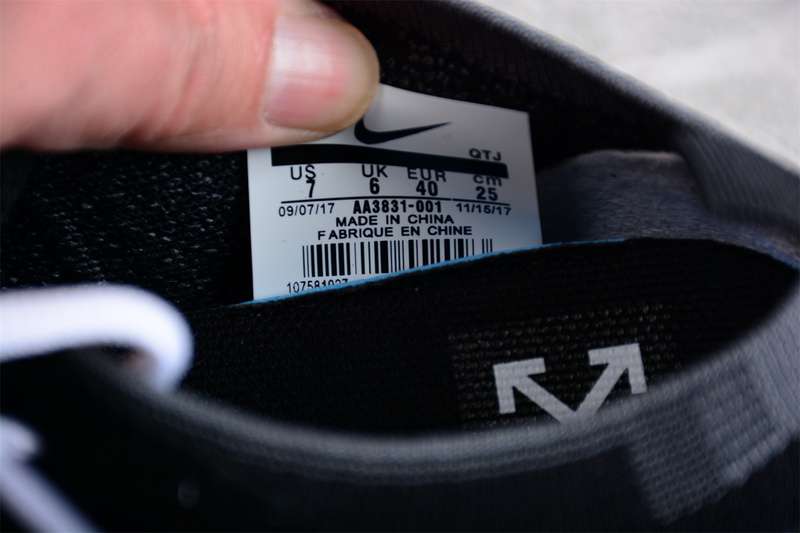 QTJ
US UK EUR cm
7 6 40 25
09/07/17 AA3831-001 11/15/17
MADE IN CHINA
FABRIQUE EN CHINE